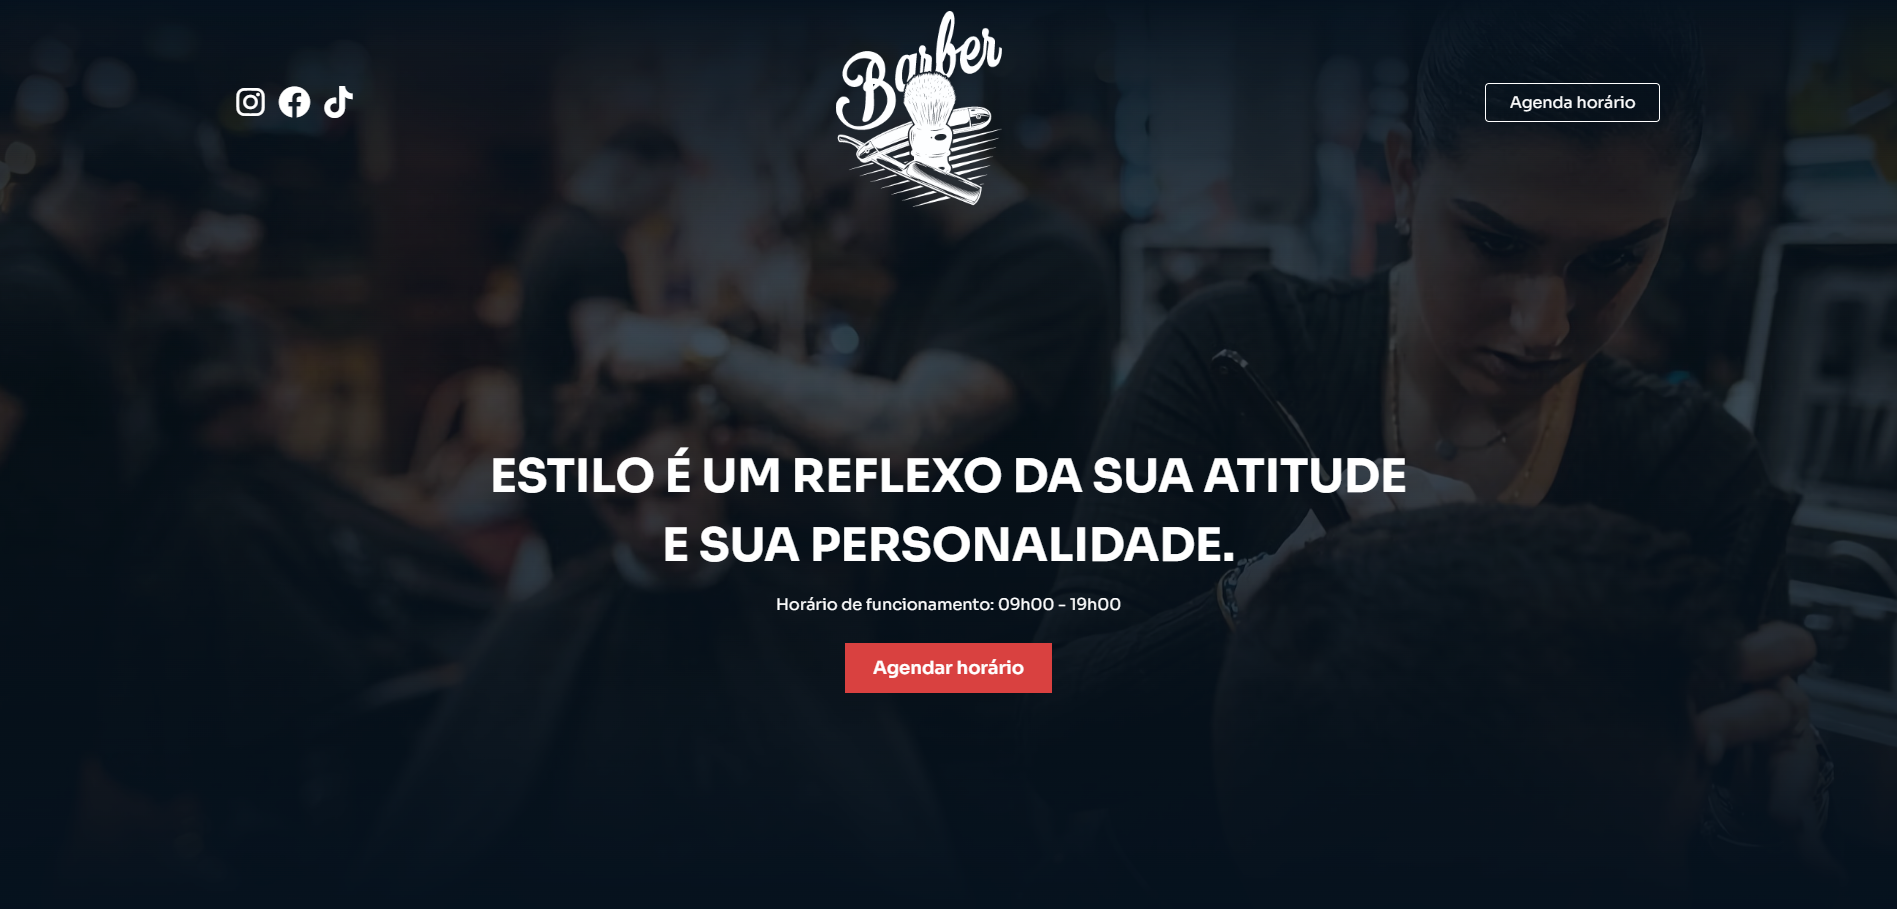 Barber
Agenda horário
ESTILO É UM REFLEXO DA SUA ATITUDE
E SUA PERSONALIDADE.
Horário de funcionamento: 09h00 - 19h00
Agendar horário